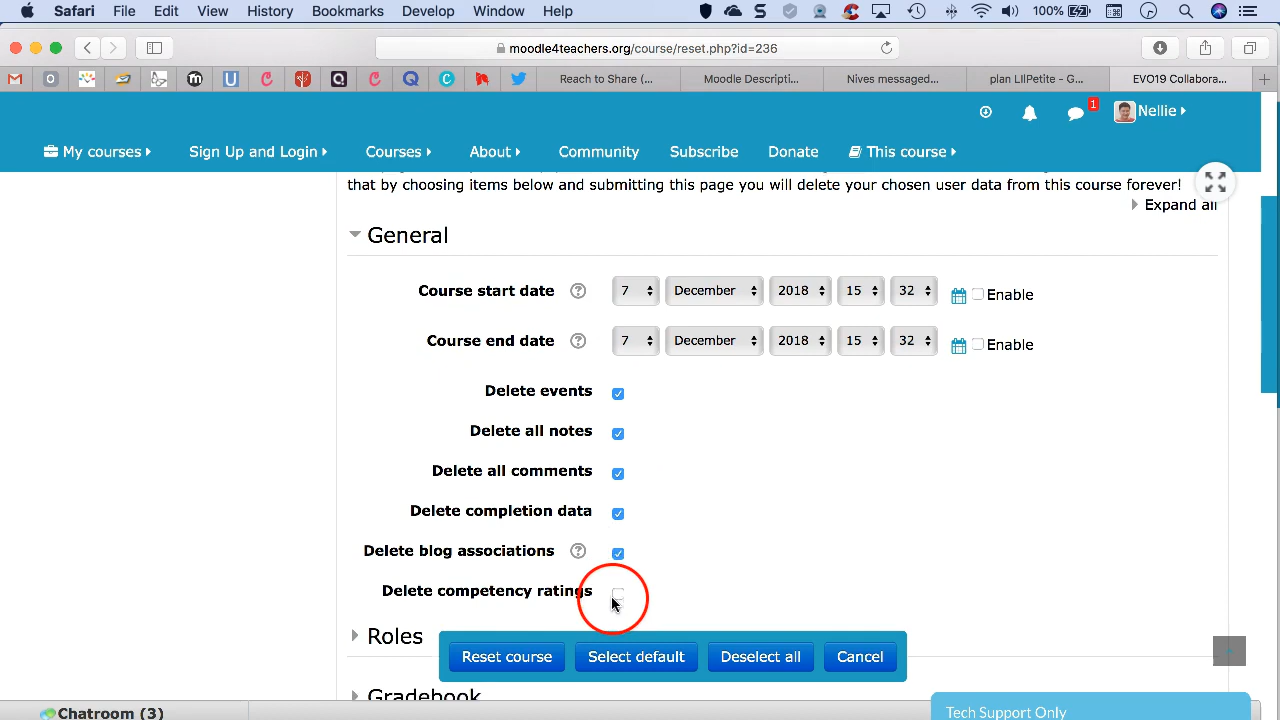 Safari File Edit View History Bookmarks Develop Window Help 100%
moodle4teachers.org/course/reset.php?id=236
Reach to Share (... Moodle Descripti... Nives messaged... plan LIIPette - G... EVO19 Collabora...
1 Nellie
My courses Sign Up and Login Courses About Community Subscribe Donate This course
that by choosing items below and submitting this page you will delete your chosen user data from this course forever!
Expand all
General
Course start date 7 December 2018 15 32 Enable
Course end date 7 December 2018 15 32 Enable
Delete events
Delete all notes
Delete all comments
Delete completion data
Delete blog associations
Delete competency ratings
Roles
Reset course Select default Deselect all Cancel
Gradebook
Chatroom (3)
Tech Support Only